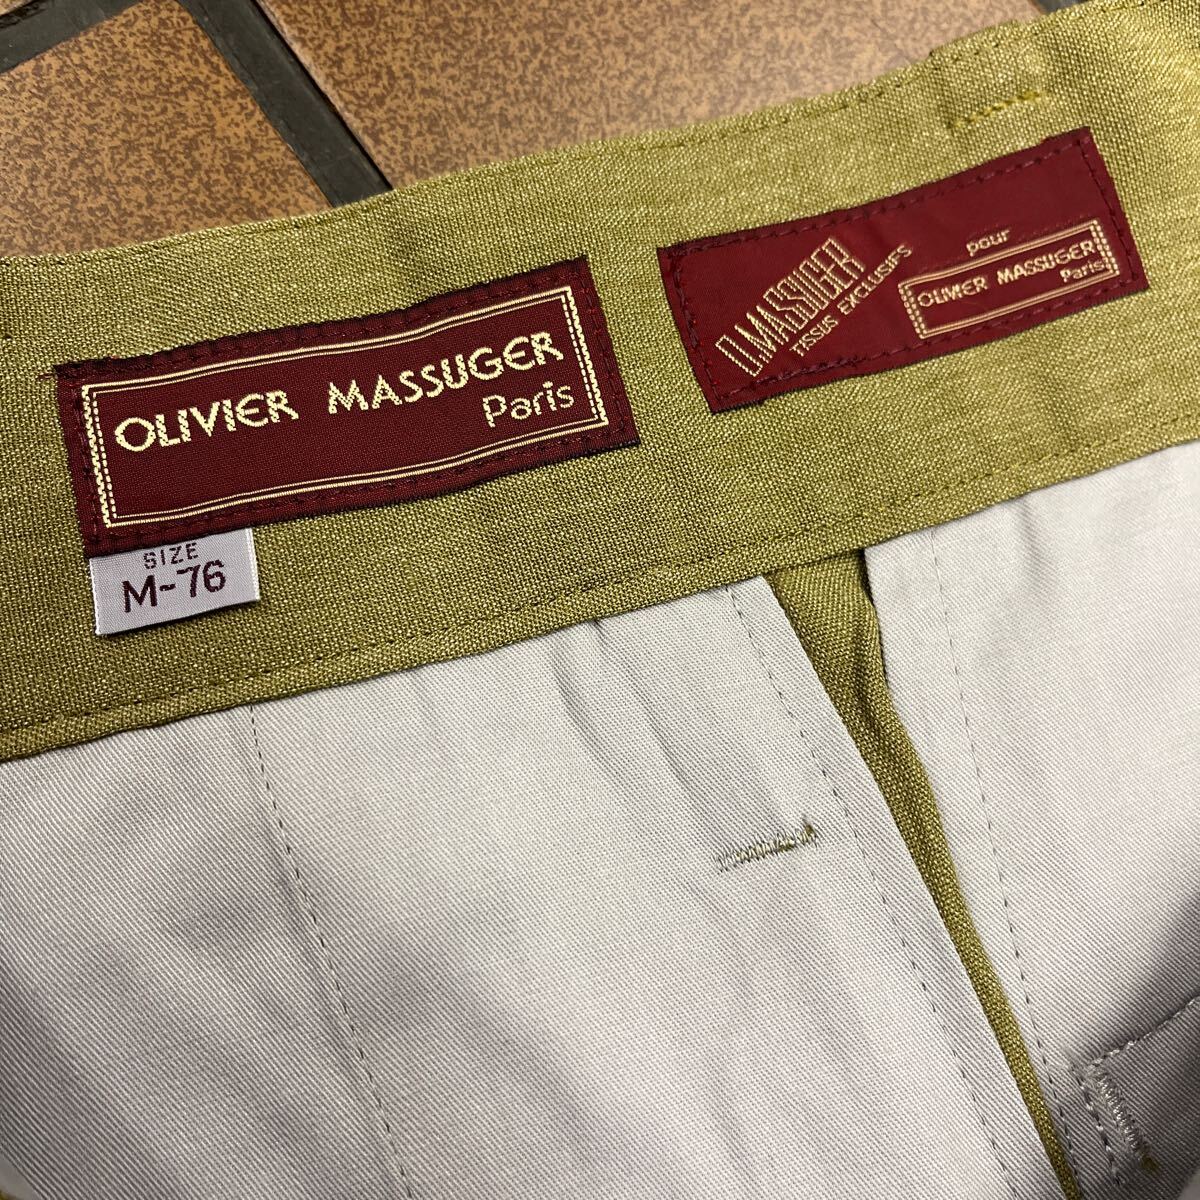 OLIVIER MASSUGER
Paris
SIZE
M-76
O.MASSUGER
TISSUS EXCLUSIFS
pour
OLIVIER MASSUGER
Paris